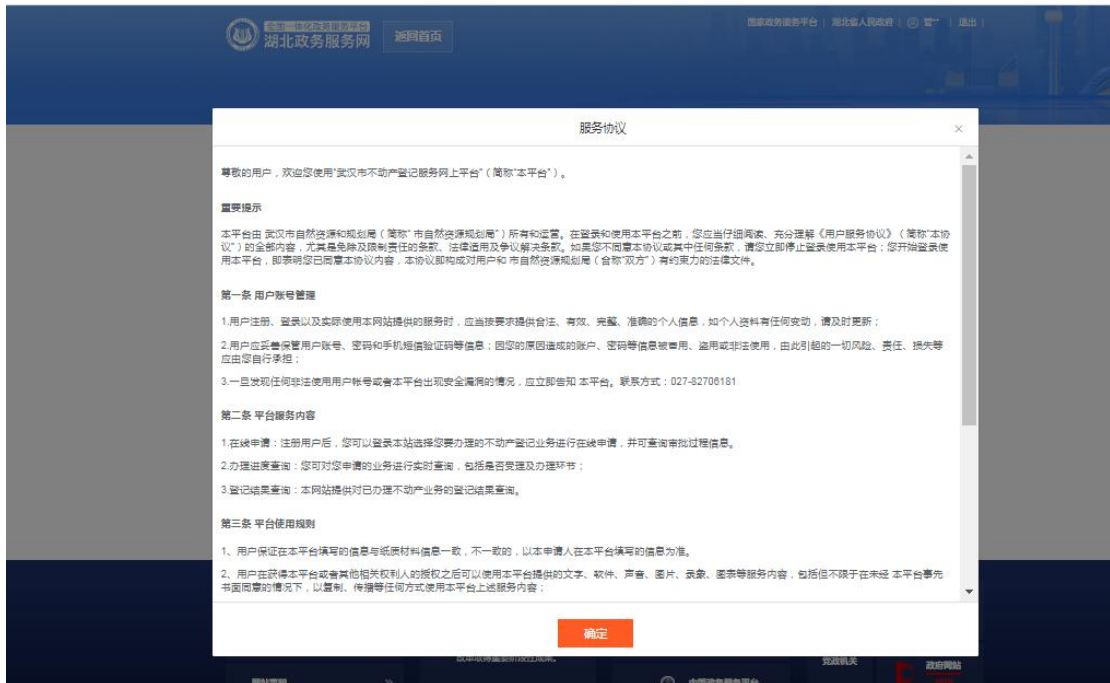 全国一体化政务服务平台
湖北政务服务网
返回首页
国家政务服务平台 | 湖北省人民政府 |
| 退出 |
服务协议
×
尊敬的用户，欢迎您使用“武汉市不动产登记服务网上平台”（简称“本平台”）。
重要提示
本平台由 武汉市自然资源和规划局（简称“ 市自然资源规划局”）所有和运营。在登录和使用本平台之前，您应当仔细阅读、充分理解《用户服务协议》（简称“本协
议”）的全部内容，尤其是免除及限制责任的条款、法律适用及争议解决条款。如果您不同意本协议或其中任何条款，请您立即停止登录使用本平台；您开始登录使
用本平台，即表明您已同意本协议内容，本协议即构成对用户和 市自然资源规划局（合称“双方”）有约束力的法律文件。
第一条 用户账号管理
1.用户注册、登录以及实际使用本网站提供的服务时，应当按要求提供合法、有效、完整、准确的个人信息，如个人资料有任何变动，请及时更新；
2.用户应妥善保管用户账号、密码和手机短信验证码等信息；因您的原因造成的账户、密码等信息被冒用、盗用或非法使用，由此引起的一切风险、责任、损失等
应由您自行承担；
3.一旦发现任何非法使用用户帐号或者本平台出现安全漏洞的情况，应立即告知 本平台。联系方式：027-82706181
第二条 平台服务内容
1.在线申请：注册用户后，您可以登录本站选择您要办理的不动产登记业务进行在线申请，并可查询审批过程信息。
2.办理进度查询：您可对您申请的业务进行实时查询，包括是否受理及办理环节；
3.登记结果查询：本网站提供对已办理不动产业务的登记结果查询。
第三条 平台使用规则
1、用户保证在本平台填写的信息与纸质材料信息一致，不一致的，以本申请人在本平台填写的信息为准。
2、用户在获得本平台或者其他相关权利人的授权之后可以使用本平台提供的文字、软件、声音、图片、录象、图表等服务内容，包括但不限于在未经 本平台事先
书面同意的情况下，以复制、传播等任何方式使用本平台上述服务内容；
确定
党政机关
政府网站